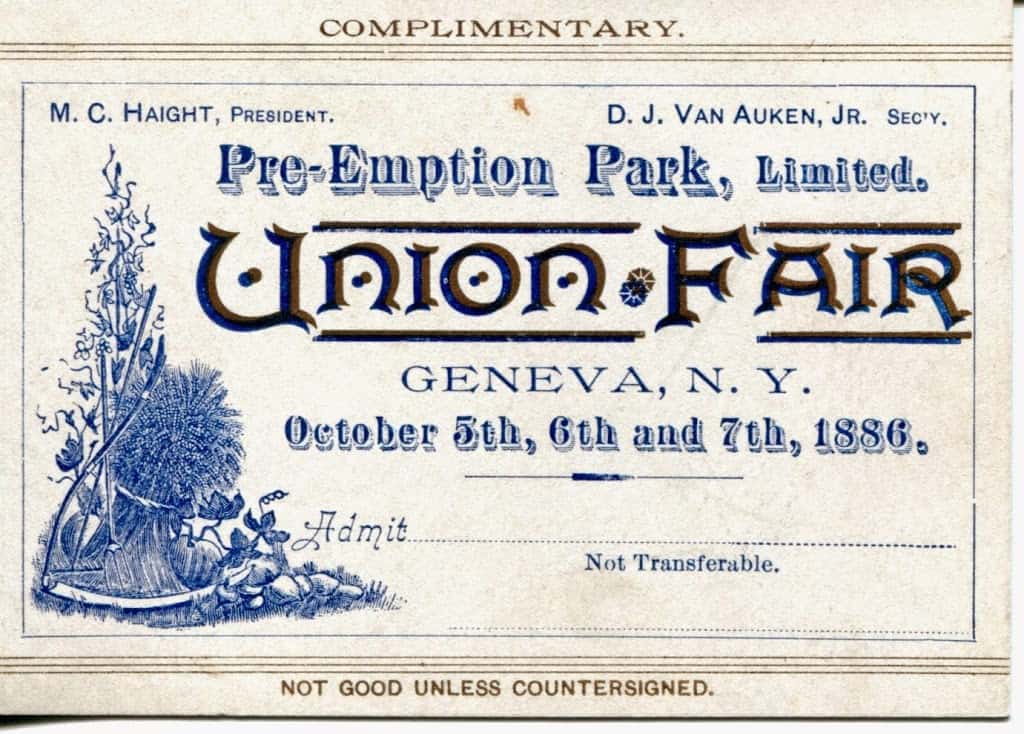 COMPLIMENTARY.
M. C. HAIGHT, PRESIDENT. D. J. VAN AUKEN, JR. SEC'Y.
Pre-Emption Park, Limited.
UNION FAIR
GENEVA, N. Y.
October 5th, 6th and 7th, 1886.
Admit
Not Transferable.
NOT GOOD UNLESS COUNTERSIGNED.